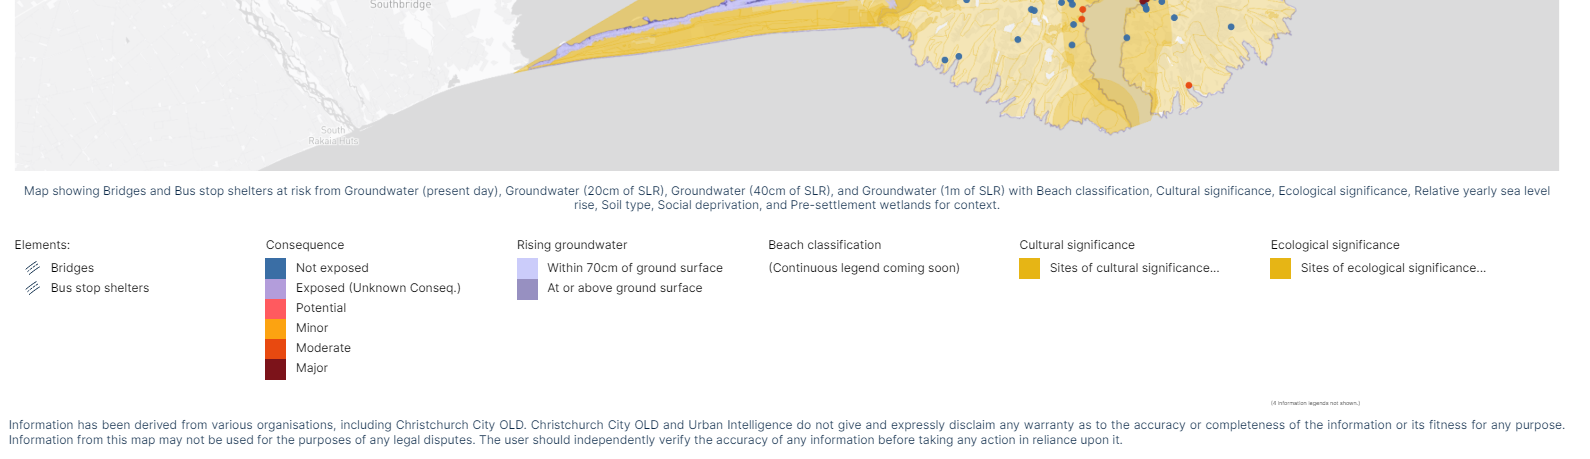 Southbridge
South
Rakaia Huts
Map showing Bridges and Bus stop shelters at risk from Groundwater (present day), Groundwater (20cm of SLR), Groundwater (40cm of SLR), and Groundwater (1m of SLR) with Beach classification, Cultural significance, Ecological significance, Relative yearly sea level
rise, Soil type, Social deprivation, and Pre-settlement wetlands for context.
Elements:
Bridges
Bus stop shelters
Consequence
Not exposed
Exposed (Unknown Conseq.)
Potential
Minor
Moderate
Major
Rising groundwater
Within 70cm of ground surface
At or above ground surface
Beach classification
(Continuous legend coming soon)
Cultural significance
Sites of cultural significance...
Ecological significance
Sites of ecological significance...
(4 information legends not shown.)
Information has been derived from various organisations, including Christchurch City OLD. Christchurch City OLD and Urban Intelligence do not give and expressly disclaim any warranty as to the accuracy or completeness of the information or its fitness for any purpose.
Information from this map may not be used for the purposes of any legal disputes. The user should independently verify the accuracy of any information before taking any action in reliance upon it.